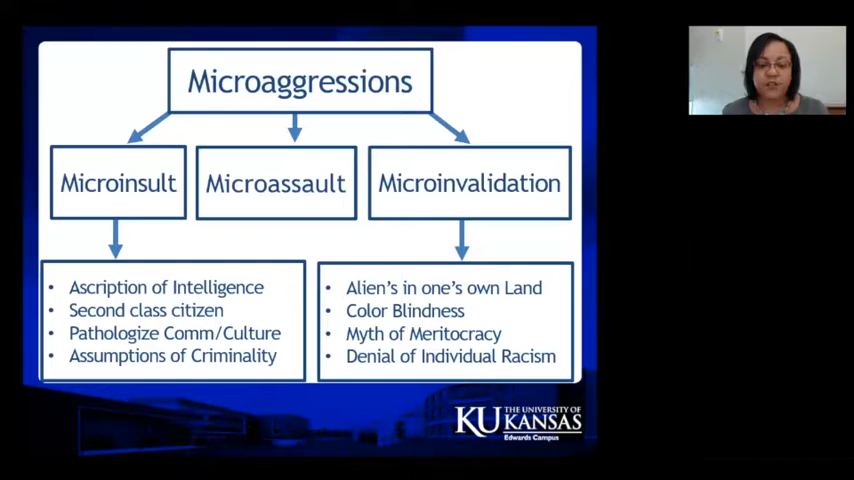 Microaggressions
Microinsult
Microassault
Microinvalidation
• Ascription of Intelligence
• Second class citizen
• Pathologize Comm/Culture
• Assumptions of Criminality
• Alien's in one's own Land
• Color Blindness
• Myth of Meritocracy
• Denial of Individual Racism
KU THE UNIVERSITY OF
KANSAS
Edwards Campus